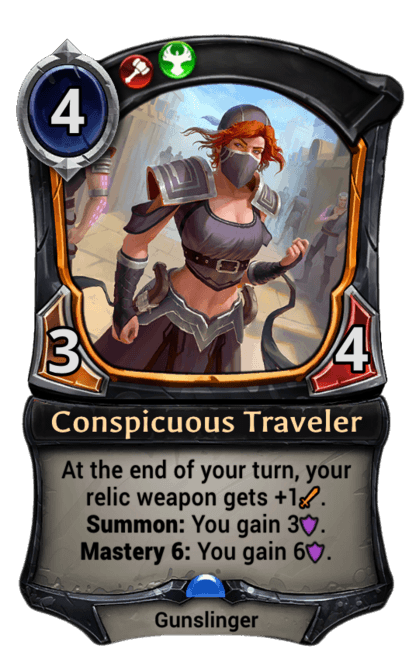 4
3
4
Conspicuous Traveler
At the end of your turn, your
relic weapon gets +1.
Summon: You gain 3.
Mastery 6: You gain 6.
Gunslinger